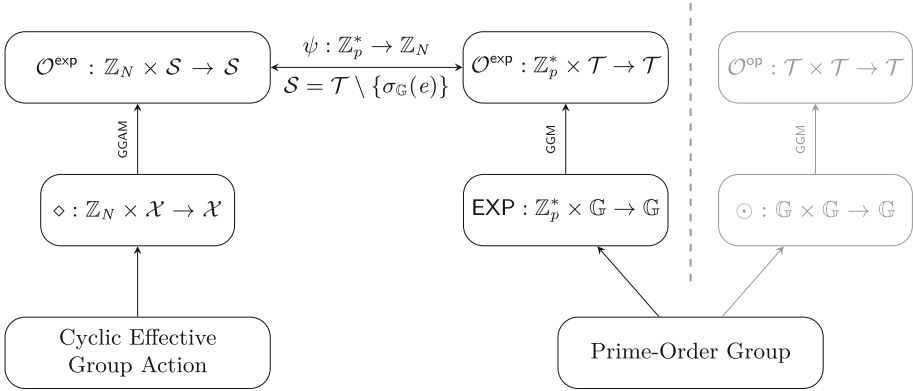 𝒪^exp : ℤ_N × 𝒮 → 𝒮
ψ : ℤ_p^* → ℤ_N
𝒮 = 𝒯 \ {σ_𝔾(e)}
𝒪^exp : ℤ_p^* × 𝒯 → 𝒯
𝒪^op : 𝒯 × 𝒯 → 𝒯
GGAM
GGM
GGM
⋄ : ℤ_N × 𝒳 → 𝒳
EXP : ℤ_p^* × 𝔾 → 𝔾
⊙ : 𝔾 × 𝔾 → 𝔾
Cyclic Effective
Group Action
Prime-Order Group